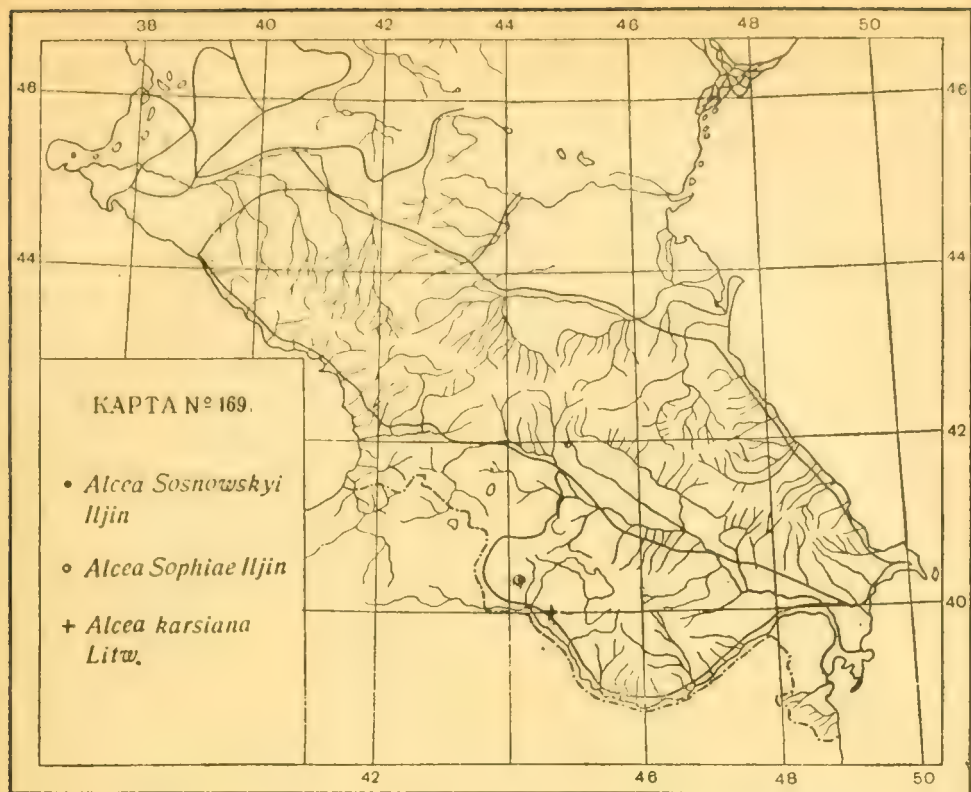 38 40 42 44 46 48 50
46 46
44 44
КАРТА № 169.
42
• Alcea Sosnowskyi
Iljin
∘ Alcea Sophiae Iljin
40 40
+ Alcea karsiana
Litw.
42 46 48 50